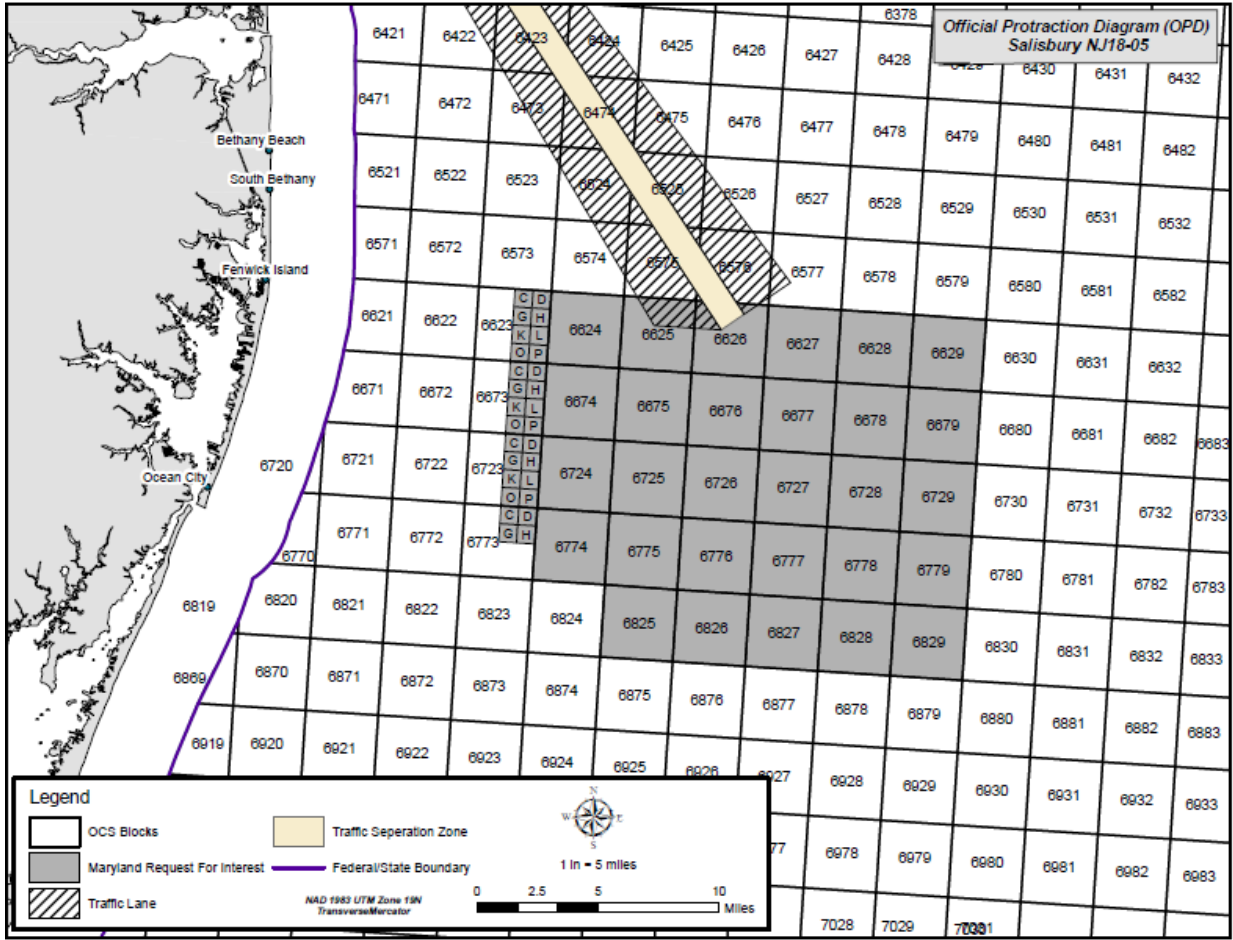 Official Protraction Diagram (OPD)
Salisbury NJ18-05
6378
6421 6422 6423 6424 6425 6426 6427 6428 6429 6430 6431 6432
6471 6472 6473 6474 6475 6476 6477 6478 6479 6480 6481 6482
Bethany Beach
South Bethany
6521 6522 6523 6524 6525 6526 6527 6528 6529 6530 6531 6532
Fenwick Island
6571 6572 6573 6574 6575 6576 6577 6578 6579 6580 6581 6582
6621 6622 6623 6624 6625 6626 6627 6628 6629 6630 6631 6632
C D
G H
K L
O P
6671 6672 6673 6674 6675 6676 6677 6678 6679 6680 6681 6682 6683
C D
G H
K L
O P
Ocean City
6720 6721 6722 6723 6724 6725 6726 6727 6728 6729 6730 6731 6732 6733
C D
G H
K L
O P
6770 6771 6772 6773 6774 6775 6776 6777 6778 6779 6780 6781 6782 6783
C D
G H
6819 6820 6821 6822 6823 6824 6825 6826 6827 6828 6829 6830 6831 6832 6833
6869 6870 6871 6872 6873 6874 6875 6876 6877 6878 6879 6880 6881 6882 6883
6919 6920 6921 6922 6923 6924 6925 6926 6927 6928 6929 6930 6931 6932 6933
77 6978 6979 6980 6981 6982 6983
7028 7029
Legend
OCS Blocks
Maryland Request For Interest
Traffic Lane
Traffic Seperation Zone
Federal/State Boundary
NAD 1983 UTM Zone 19N
TransverseMercator
N
W E
S
1 in = 5 miles
0 2.5 5 10
Miles